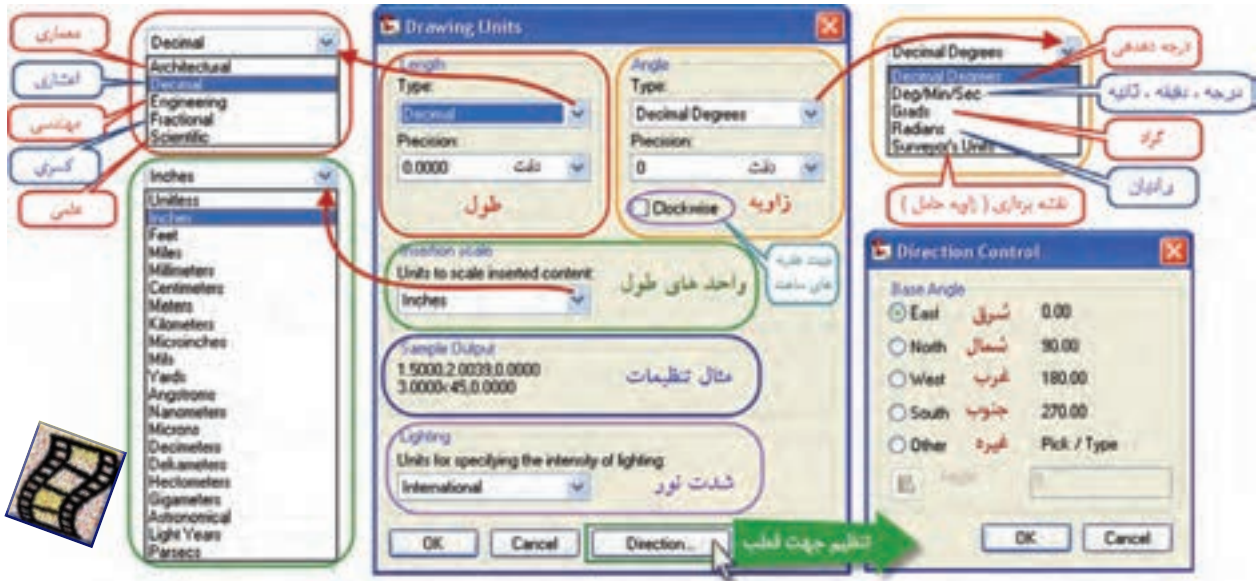 معماری
اعشاری
مهندسی
کسری
علمی
Decimal
Architectural
Decimal
Engineering
Fractional
Scientific
Inches
Unitless
Inches
Feet
Miles
Millimeters
Centimeters
Meters
Kilometers
Microinches
Mils
Yards
Angstroms
Nanometers
Microns
Decimeters
Dekameters
Hectometers
Gigameters
Astronomical
Light Years
Parsecs
Drawing Units
Length
Type:
Decimal
Precision:
0.0000 دقت
طول
Angle
Type:
Decimal Degrees
Precision:
0 دقت
Clockwise زاویه
جهت عقربه
های ساعت
Insertion scale
Units to scale inserted content:
Inches
واحد های طول
Sample Output
1.5000,2.0039,0.0000
3.0000<45,0.0000
مثال تنظیمات
Lighting
Units for specifying the intensity of lighting:
International
شدت نور
OK Cancel Direction...
تنظیم جهت قطب
Decimal Degrees
Decimal Degrees
Deg/Min/Sec
Grads
Radians
Surveyor's Units
درجه دهدهی
درجه ، دقیقه ، ثانیه
گراد
رادیان
نقشه برداری ( زاویه حامل )
Direction Control
Base Angle
East شرق 0.00
North شمال 90.00
West غرب 180.00
South جنوب 270.00
Other غیره Pick / Type
Angle:
OK Cancel